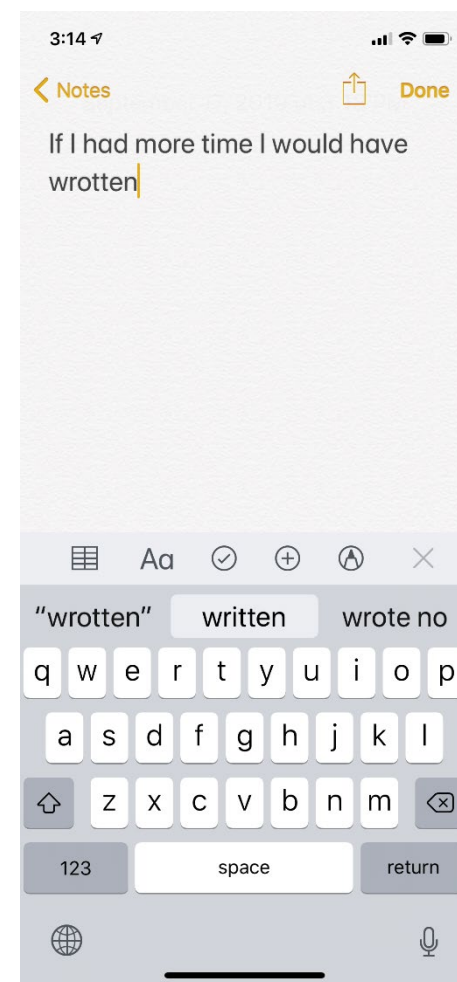 3:14
Notes
Done
If I had more time I would have
wrotten
Aa
"wrotten" written wrote no
q w e r t y u i o p
a s d f g h j k l
z x c v b n m
123 space return